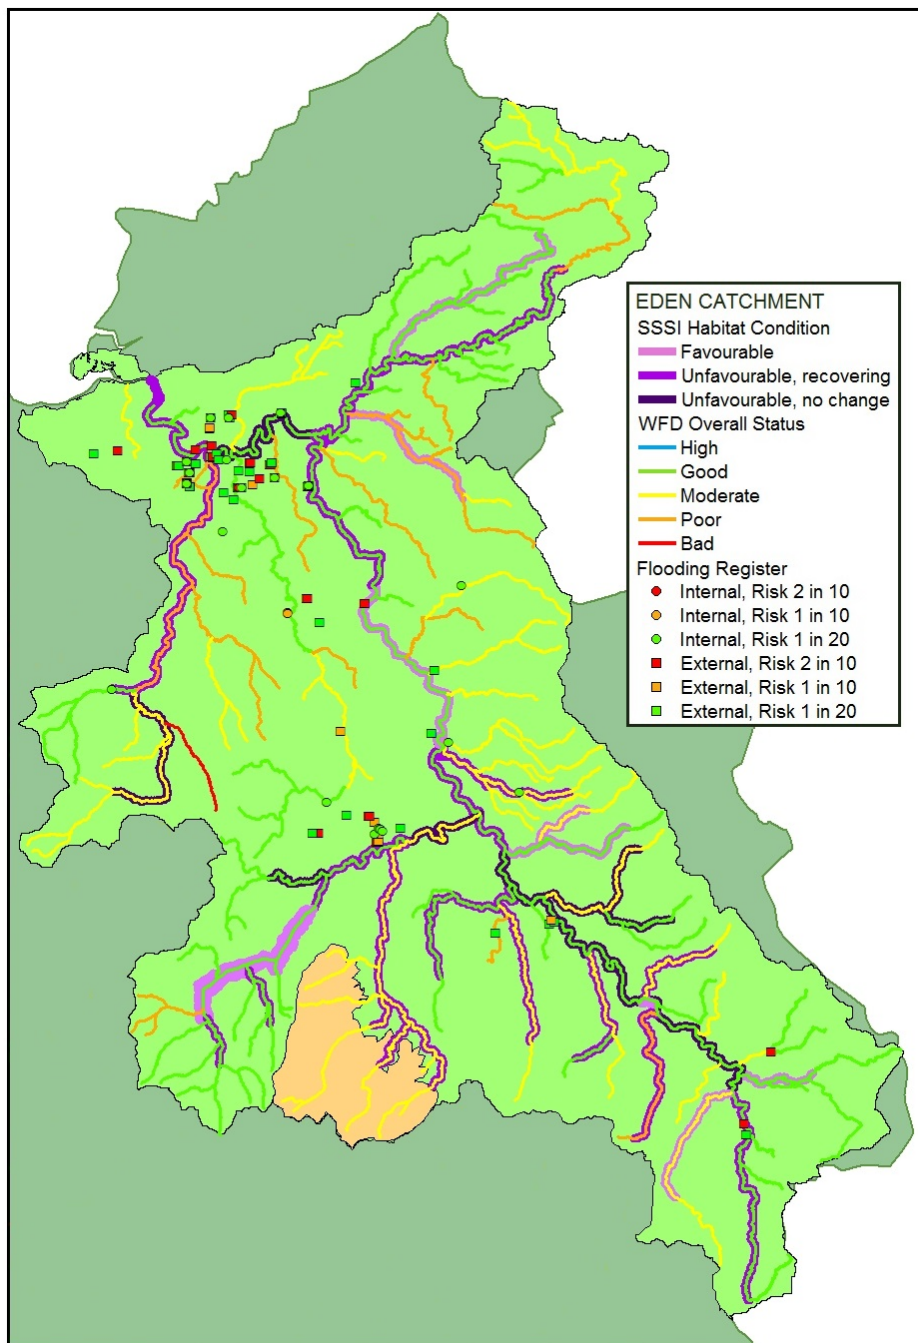 EDEN CATCHMENT
SSSI Habitat Condition
Favourable
Unfavourable, recovering
Unfavourable, no change
WFD Overall Status
High
Good
Moderate
Poor
Bad
Flooding Register
Internal, Risk 2 in 10
Internal, Risk 1 in 10
Internal, Risk 1 in 20
External, Risk 2 in 10
External, Risk 1 in 10
External, Risk 1 in 20